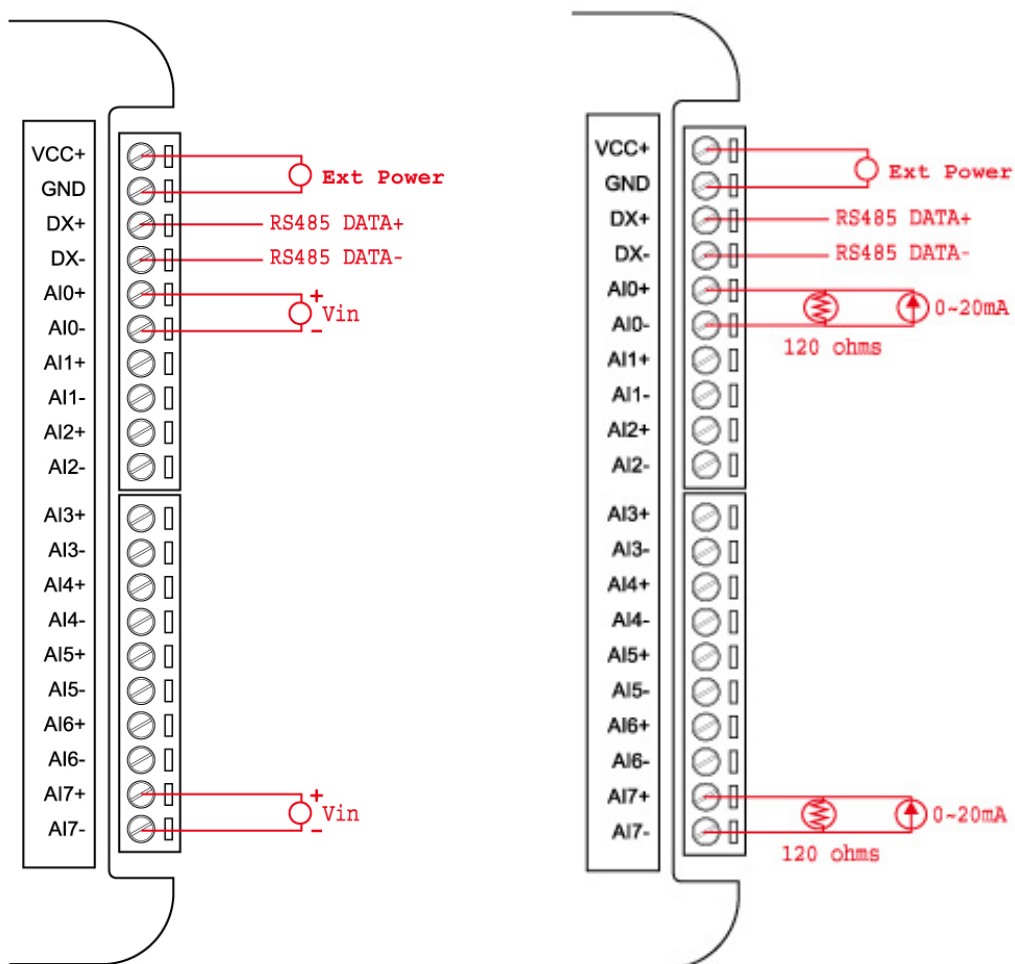 VCC+
GND
DX+
DX-
AI0+
AI0-
AI1+
AI1-
AI2+
AI2-
AI3+
AI3-
AI4+
AI4-
AI5+
AI5-
AI6+
AI6-
AI7+
AI7-
Ext Power
RS485 DATA+
RS485 DATA-
+
Vin
−
+
Vin
−
VCC+
GND
DX+
DX-
AI0+
AI0-
AI1+
AI1-
AI2+
AI2-
AI3+
AI3-
AI4+
AI4-
AI5+
AI5-
AI6+
AI6-
AI7+
AI7-
Ext Power
RS485 DATA+
RS485 DATA-
0~20mA
120 ohms
0~20mA
120 ohms